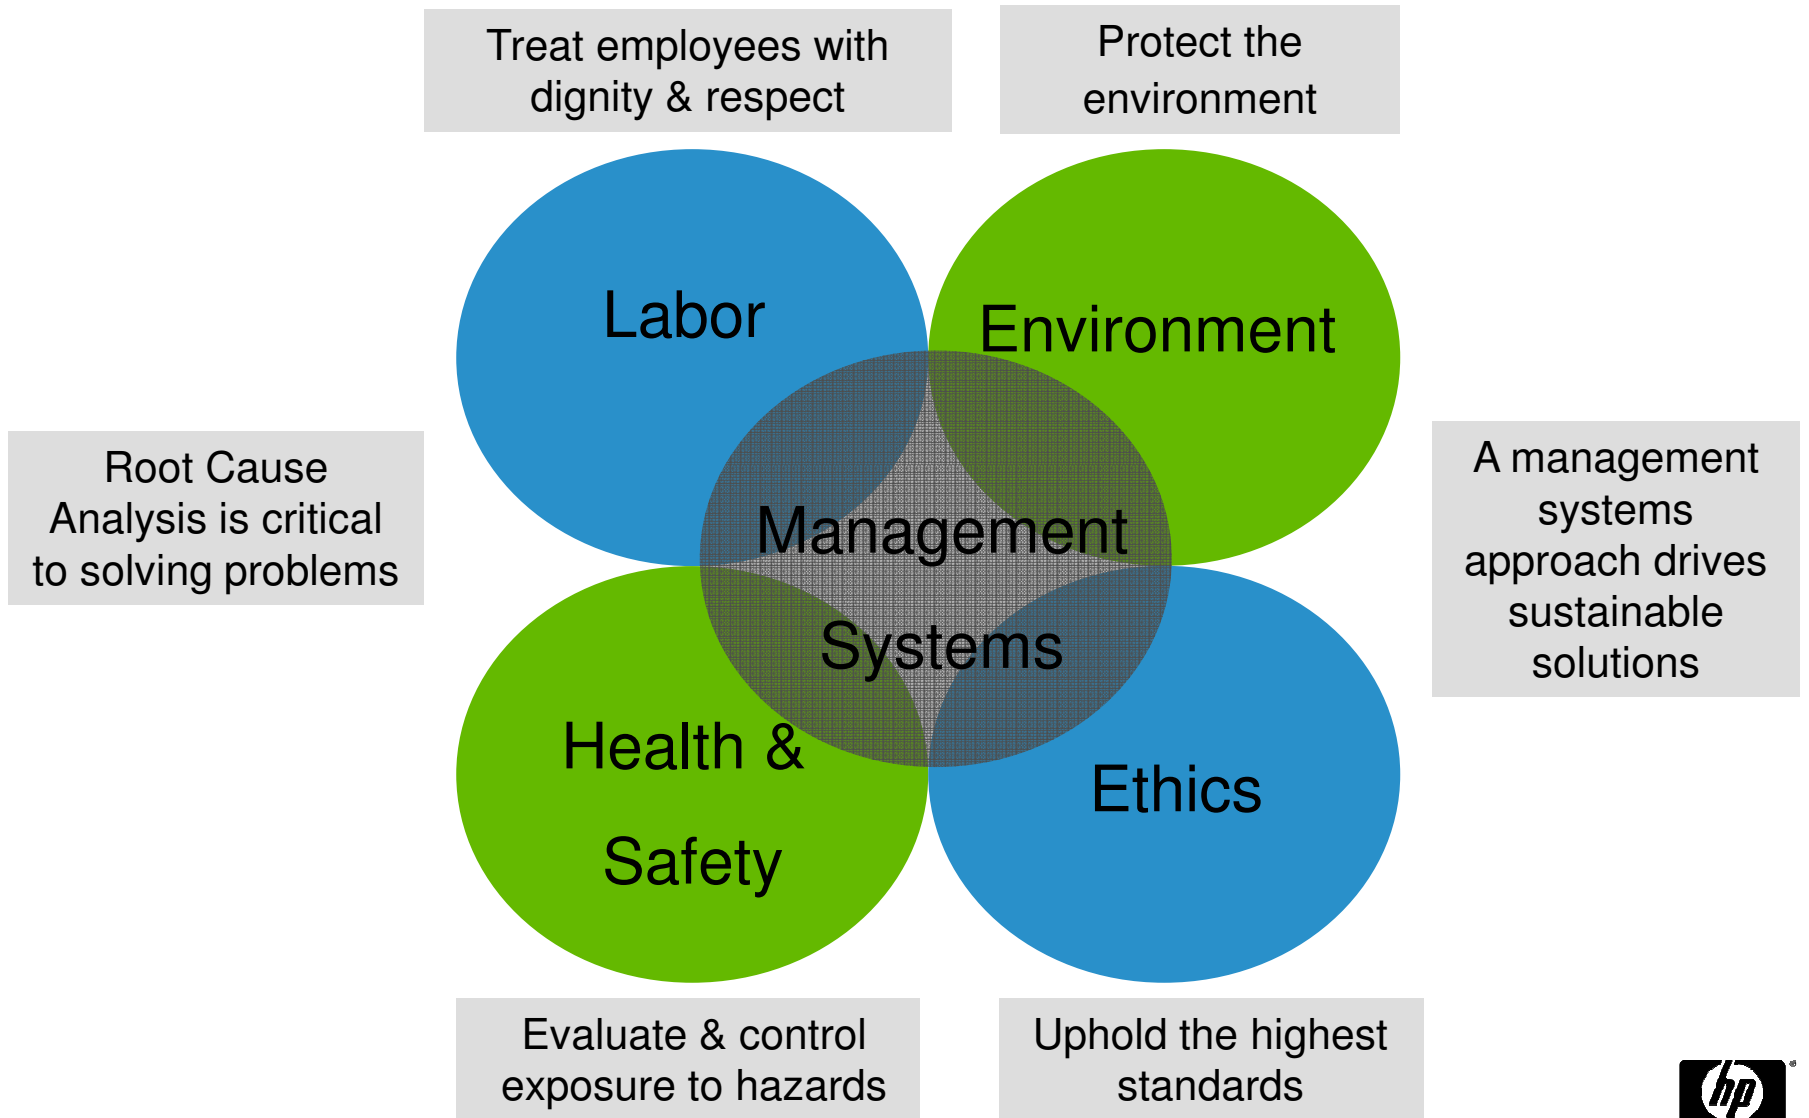 Treat employees with
dignity & respect
Protect the
environment
Labor
Environment
Root Cause
Analysis is critical
to solving problems
Management
Systems
A management
systems
approach drives
sustainable
solutions
Health &
Safety
Ethics
Evaluate & control
exposure to hazards
Uphold the highest
standards
hp
®